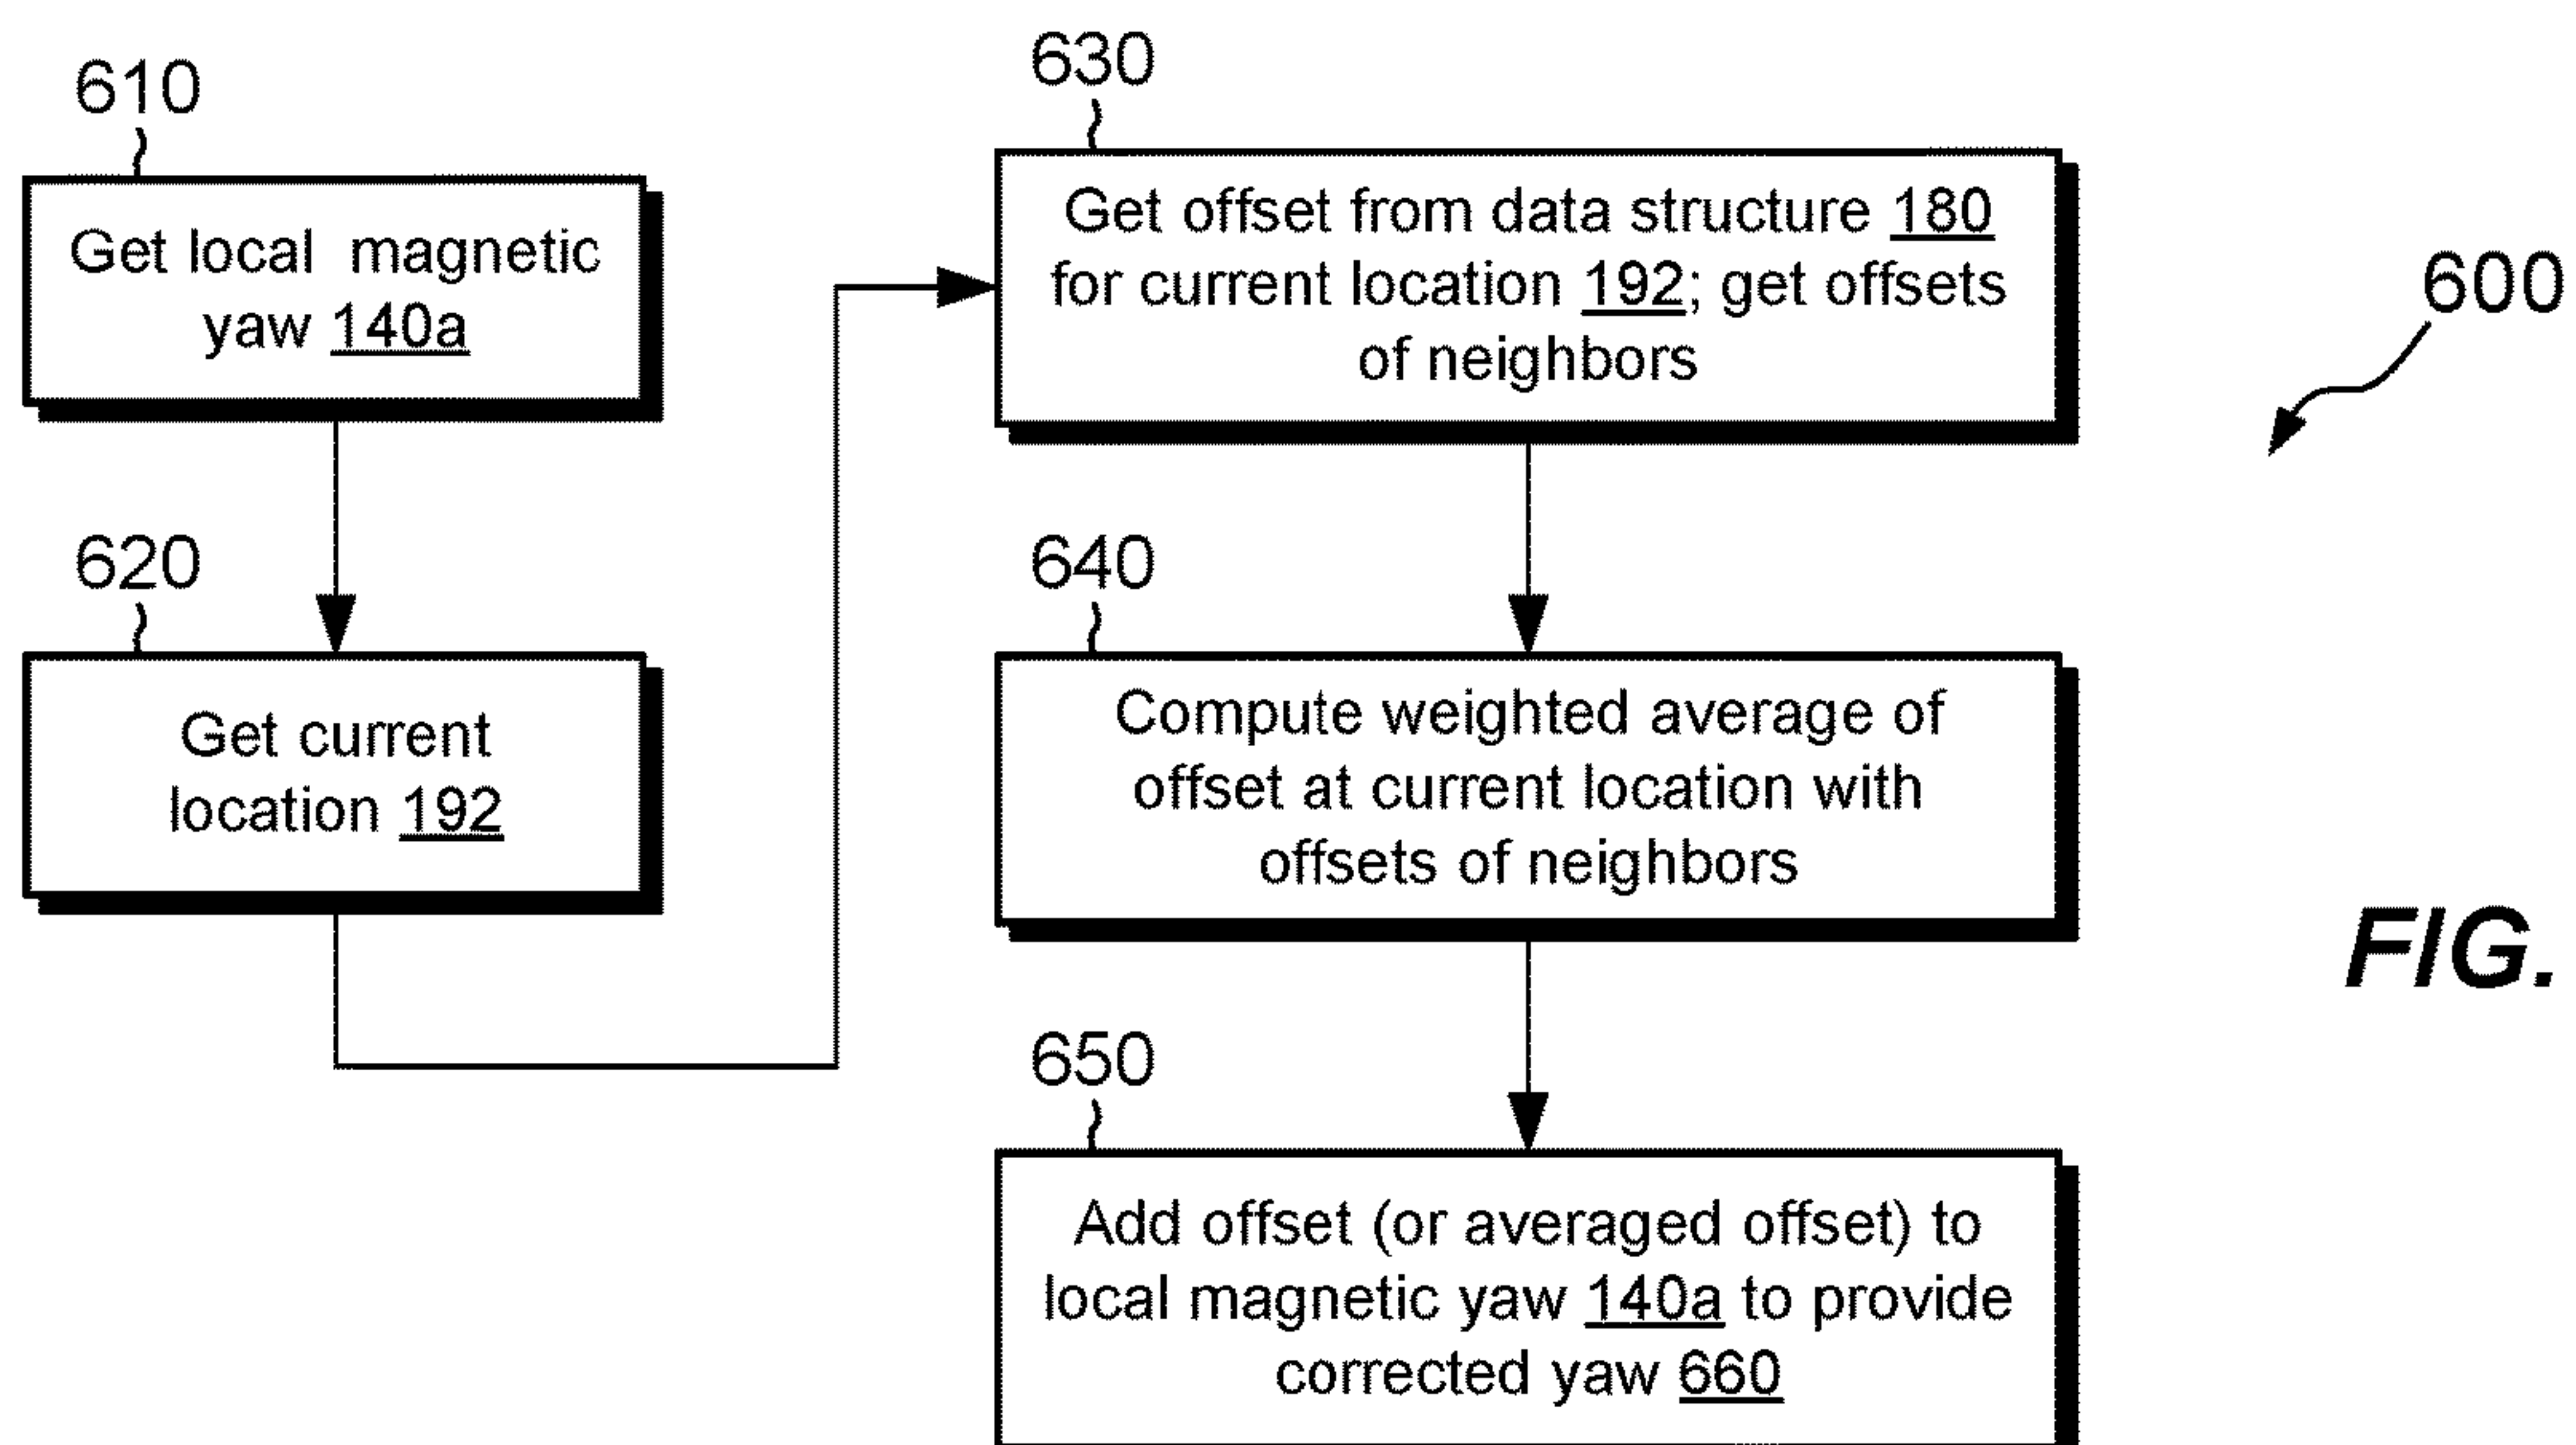 610
Get local magnetic
yaw 140a
620
Get current
location 192
630
Get offset from data structure 180
for current location 192; get offsets
of neighbors
640
Compute weighted average of
offset at current location with
offsets of neighbors
650
Add offset (or averaged offset) to
local magnetic yaw 140a to provide
corrected yaw 660
600
FIG.